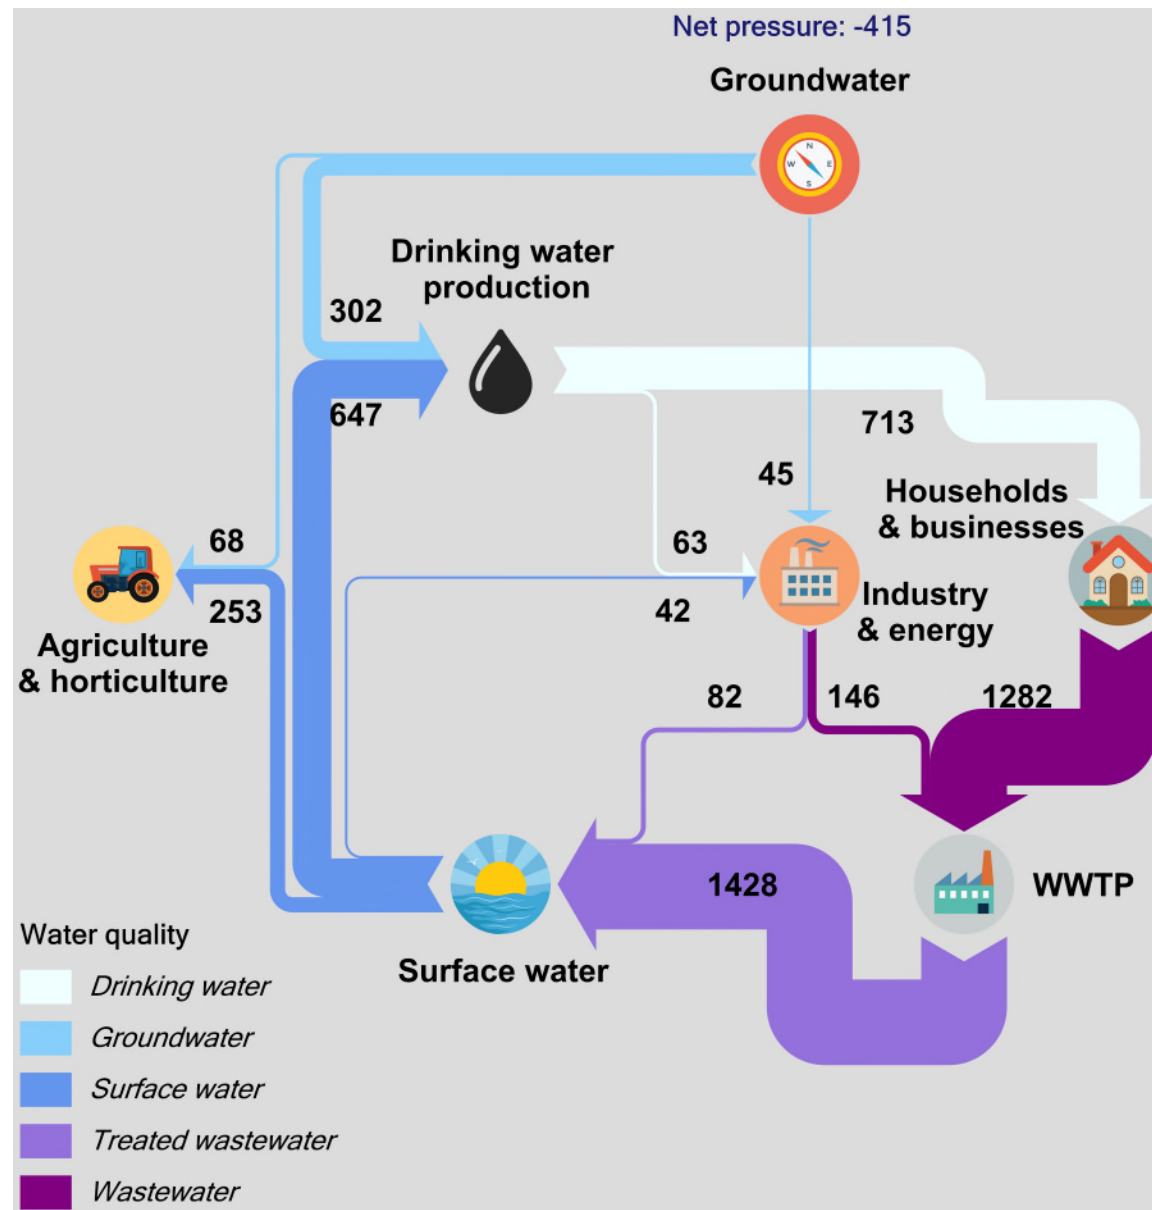 Net pressure: -415
Groundwater
N
W E
S
Drinking water
production
302
647
713
45
Households
& businesses
68
63
253
42
Industry
& energy
Agriculture
& horticulture
82
146
1282
1428
WWTP
Surface water
Water quality
Drinking water
Groundwater
Surface water
Treated wastewater
Wastewater